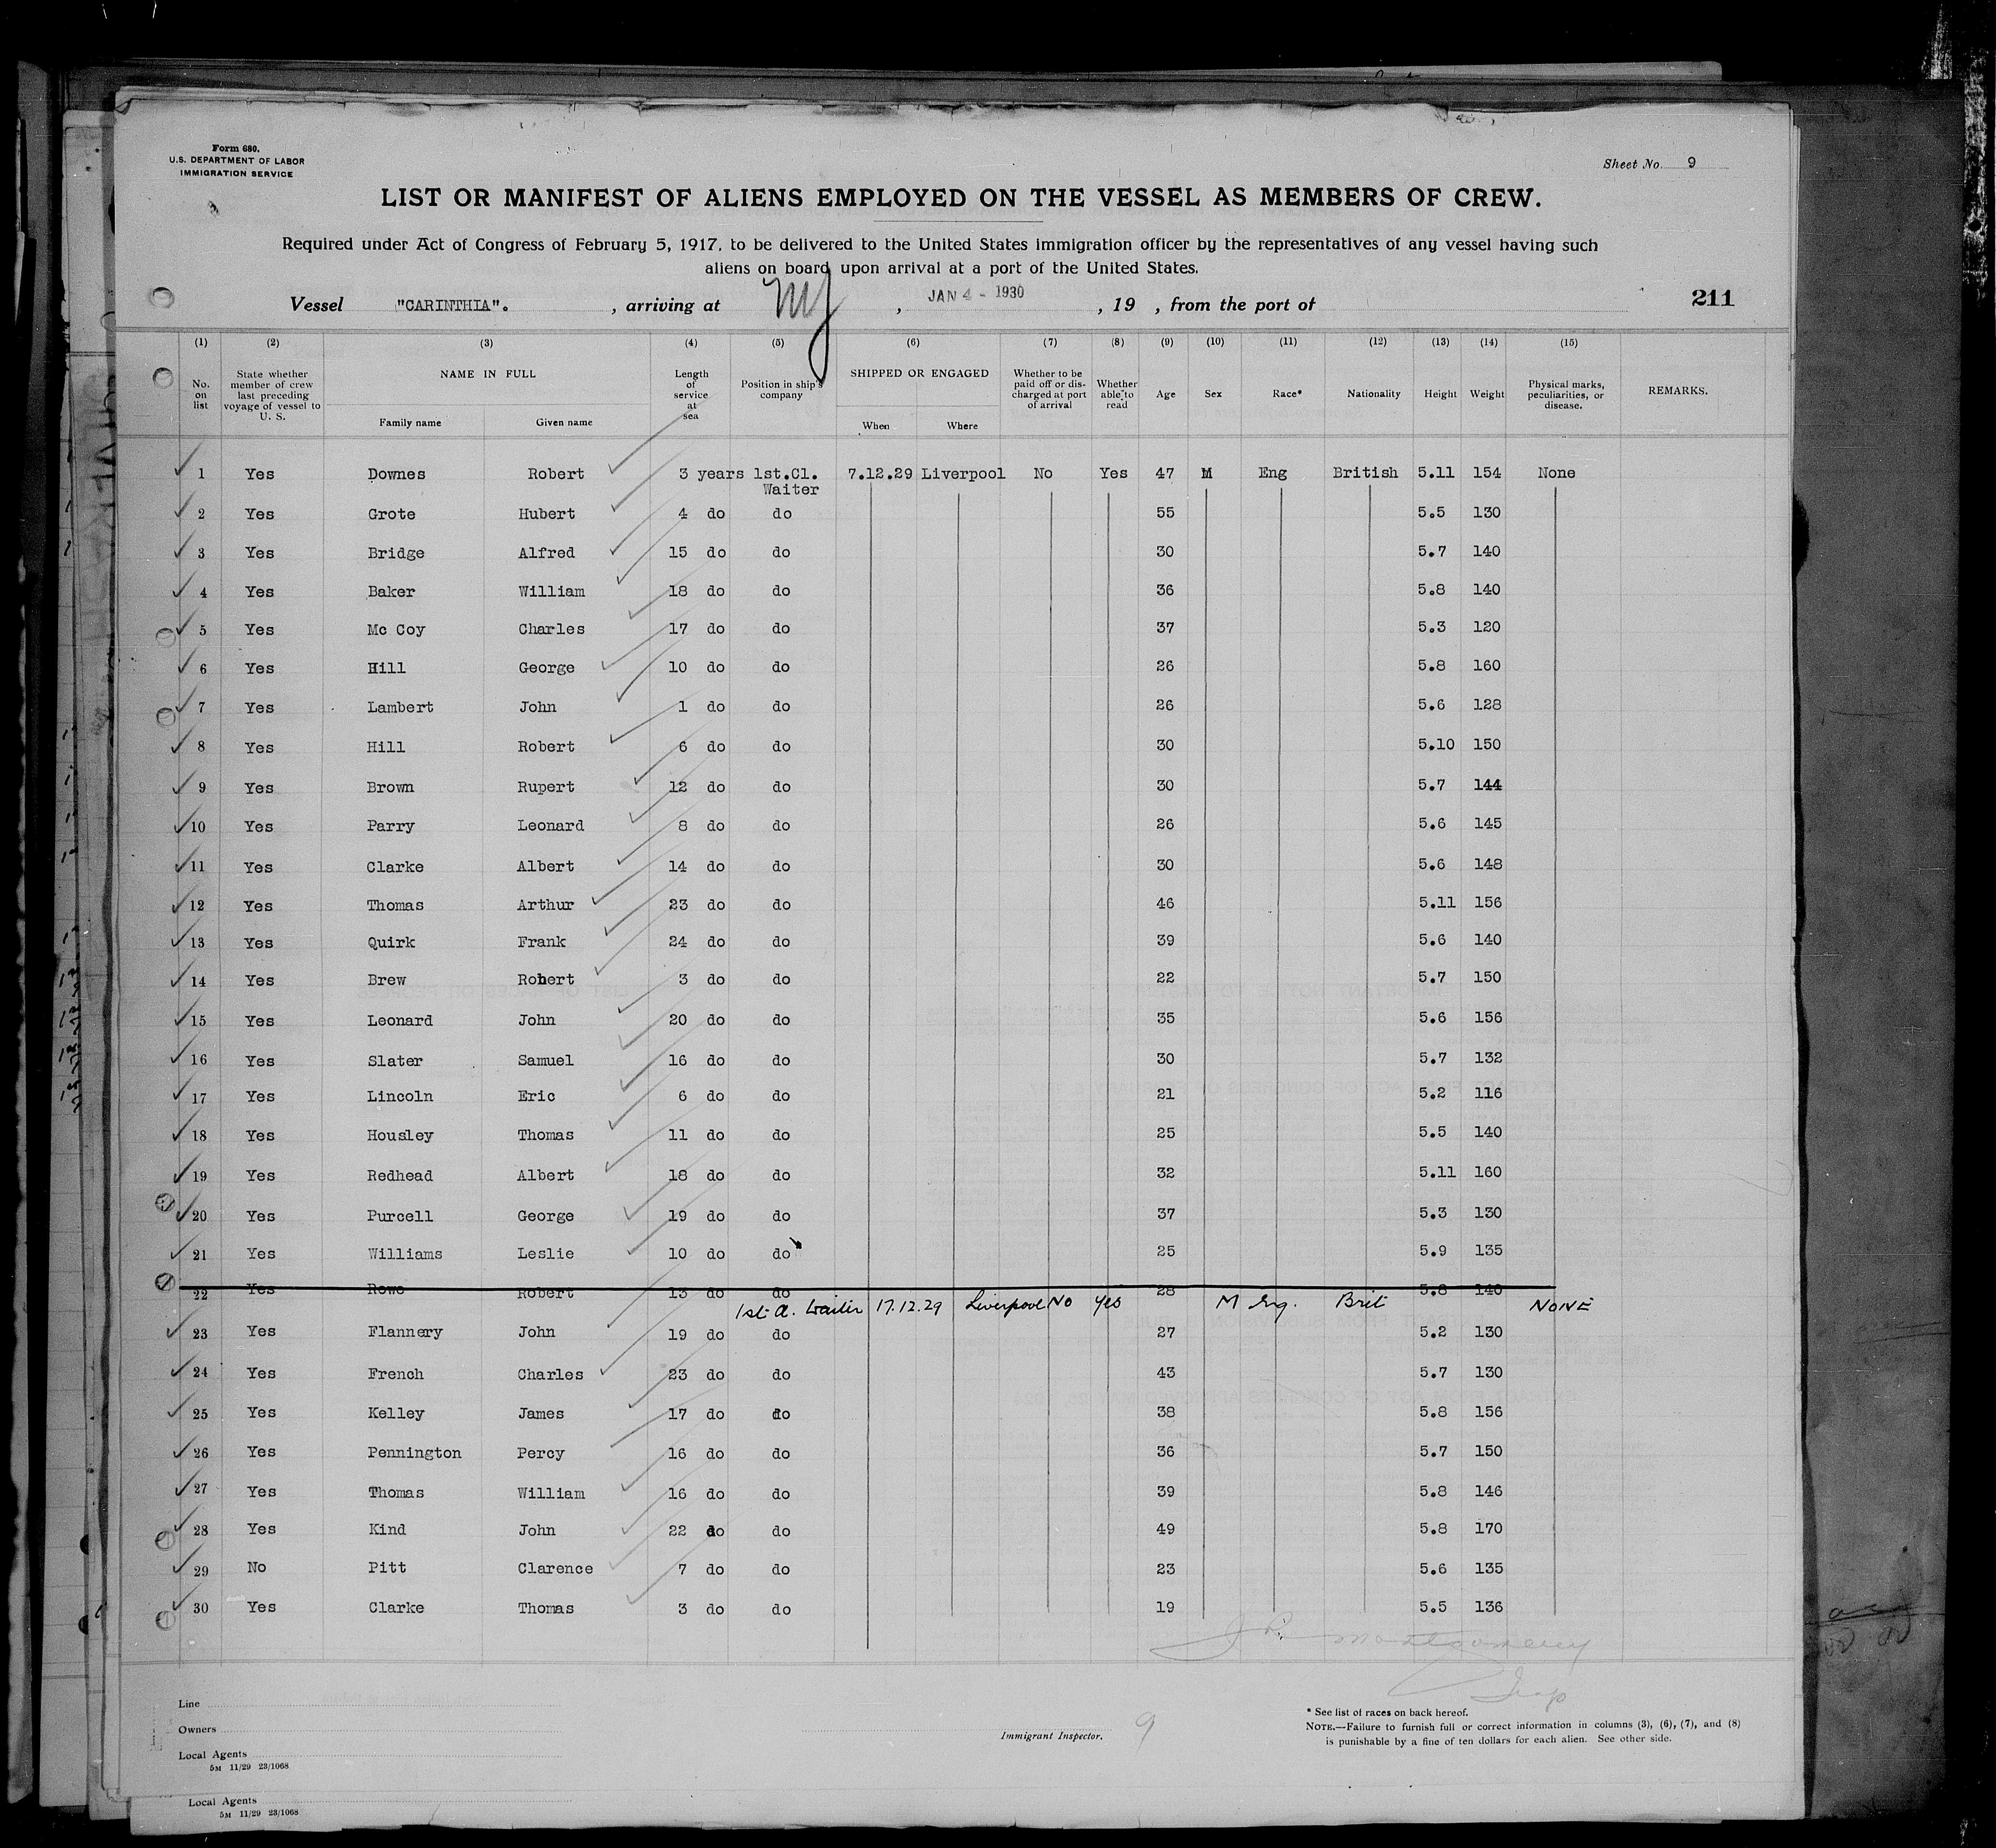 Form 680.
U.S. DEPARTMENT OF LABOR
IMMIGRATION SERVICE
Sheet No. 9
LIST OR MANIFEST OF ALIENS EMPLOYED ON THE VESSEL AS MEMBERS OF CREW.
Required under Act of Congress of February 5, 1917, to be delivered to the United States immigration officer by the representatives of any vessel having such
aliens on board upon arrival at a port of the United States.
Vessel "CARINTHIA". , arriving at NY , JAN 4 - 1930 , 19 , from the port of 211
(1) (2) (3) (4) (5) (6) (7) (8) (9) (10) (11) (12) (13) (14) (15)
No. on list State whether member of crew last preceding voyage of vessel to U. S. NAME IN FULL Family name Given name Length of service at sea Position in ship's company SHIPPED OR ENGAGED When Where Whether to be paid off or discharged at port of arrival Whether able to read Age Sex Race* Nationality Height Weight Physical marks, peculiarities, or disease. REMARKS.
1 Yes Downes Robert 3 years 1st.Cl. Waiter 7.12.29 Liverpool No Yes 47 M Eng British 5.11 154 None
2 Yes Grote Hubert 4 do do 55 5.5 130
3 Yes Bridge Alfred 15 do do 30 5.7 140
4 Yes Baker William 18 do do 36 5.8 140
5 Yes Mc Coy Charles 17 do do 37 5.3 120
6 Yes Hill George 10 do do 26 5.8 160
7 Yes Lambert John 1 do do 26 5.6 128
8 Yes Hill Robert 6 do do 30 5.10 150
9 Yes Brown Rupert 12 do do 30 5.7 144
10 Yes Parry Leonard 8 do do 26 5.6 145
11 Yes Clarke Albert 14 do do 30 5.6 148
12 Yes Thomas Arthur 23 do do 46 5.11 156
13 Yes Quirk Frank 24 do do 39 5.6 140
14 Yes Brew Robert 3 do do 22 5.7 150
15 Yes Leonard John 20 do do 35 5.6 156
16 Yes Slater Samuel 16 do do 30 5.7 132
17 Yes Lincoln Eric 6 do do 21 5.2 116
18 Yes Housley Thomas 11 do do 25 5.5 140
19 Yes Redhead Albert 18 do do 32 5.11 160
20 Yes Purcell George 19 do do 37 5.3 130
21 Yes Williams Leslie 10 do do 25 5.9 135
22 Yes Rowe Robert 13 do do 28 5.8 140
1st Cl. Waiter 17.12.29 Liverpool No Yes M Eng. Brit NONE
23 Yes Flannery John 19 do do 27 5.2 130
24 Yes French Charles 23 do do 43 5.7 130
25 Yes Kelley James 17 do do 38 5.8 156
26 Yes Pennington Percy 16 do do 36 5.7 150
27 Yes Thomas William 16 do do 39 5.8 146
28 Yes Kind John 22 do do 49 5.8 170
29 No Pitt Clarence 7 do do 23 5.6 135
30 Yes Clarke Thomas 3 do do 19 5.5 136
Montgomery
Insp
Line
Owners
Local Agents
5M 11/29 23/1068
Immigrant Inspector. 9
* See list of races on back hereof.
NOTE.—Failure to furnish full or correct information in columns (3), (6), (7), and (8)
is punishable by a fine of ten dollars for each alien. See other side.
Local Agents
5M 11/29 23/1068